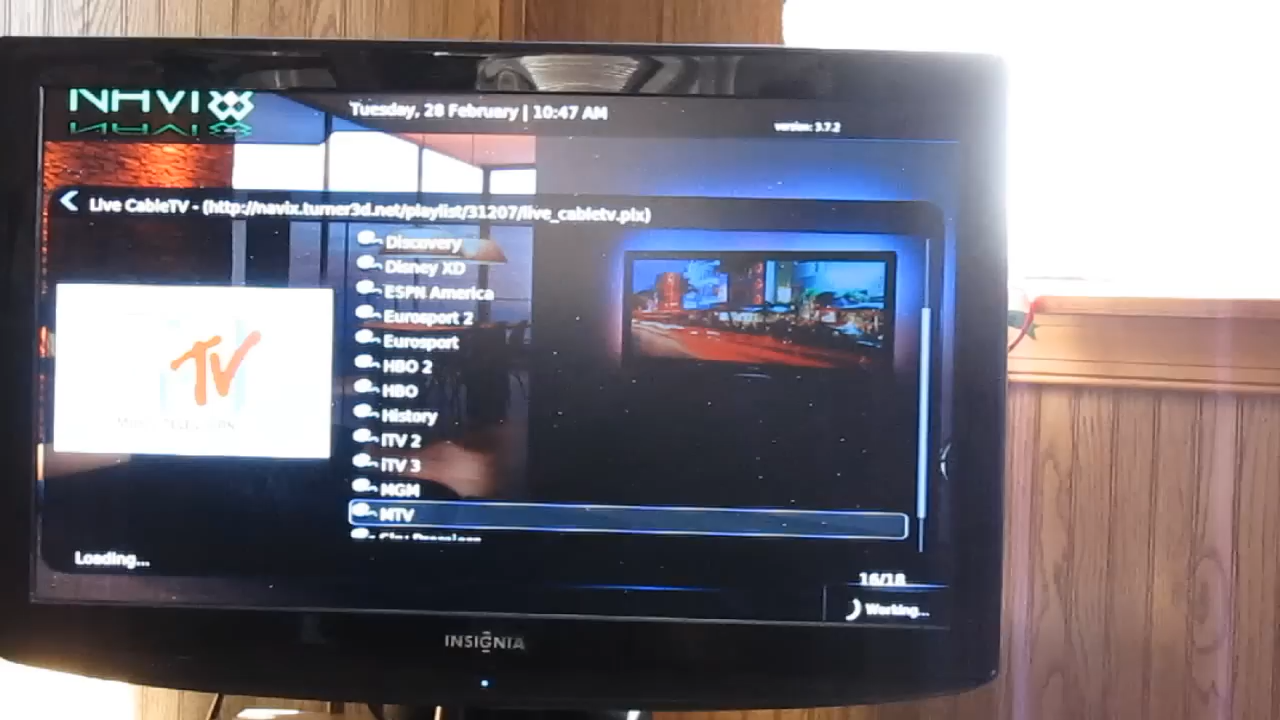 NAVI
Tuesday, 28 February | 10:47 AM
version: 3.7.2
Live CableTV - (http://navix.turner3d.net/playlist/31207/live_cabletv.plx)
Discovery
Disney XD
ESPN America
Eurosport 2
Eurosport
HBO 2
HBO
History
ITV 2
ITV 3
MGM
MTV
TV
Loading...
16/18
Working...
INSIGNIA